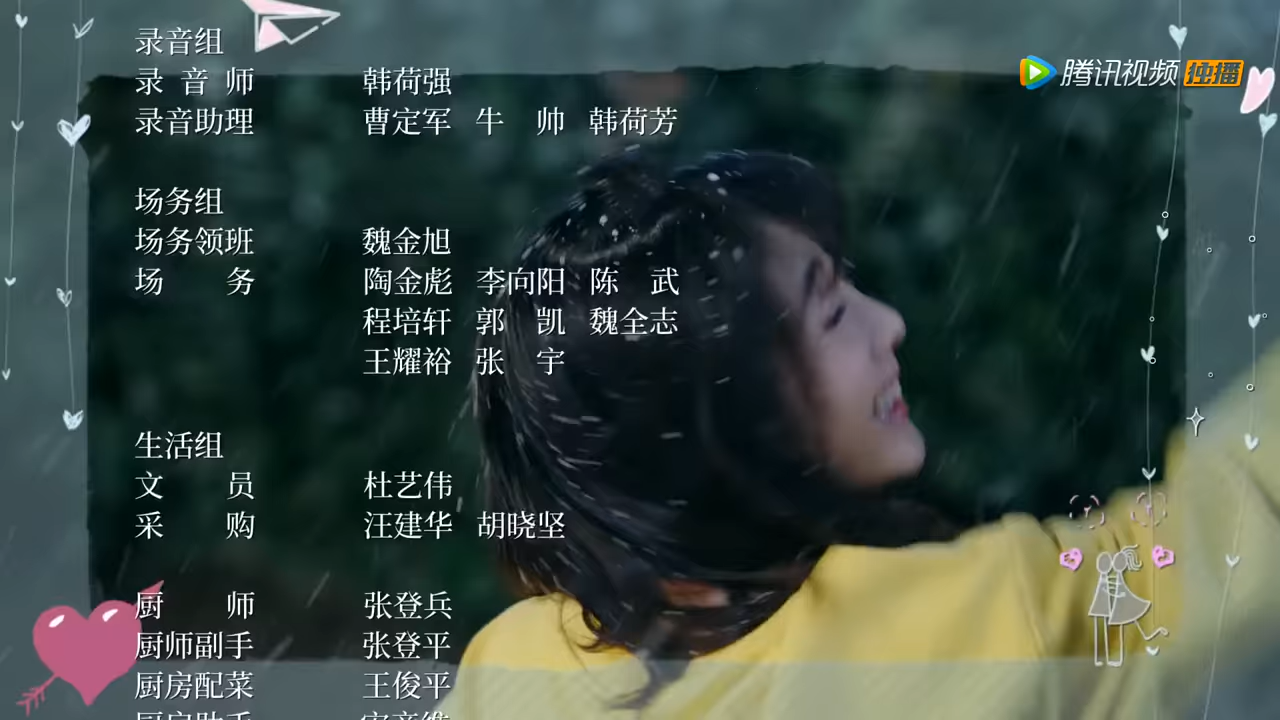 录音组
录音师 韩荷强
录音助理 曹定军 牛帅 韩荷芳
腾讯视频 独播
场务组
场务领班 魏金旭
场务 陶金彪 李向阳 陈武
程培轩 郭凯 魏全志
王耀裕 张宇
生活组
文员 杜艺伟
采购 汪建华 胡晓坚
厨师 张登兵
厨师副手 张登平
厨房配菜 王俊平